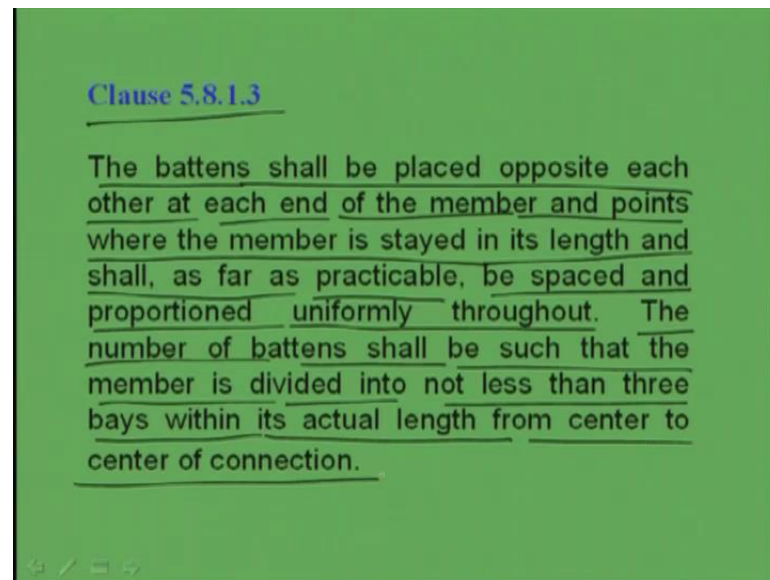 Clause 5.8.1.3
The battens shall be placed opposite each
other at each end of the member and points
where the member is stayed in its length and
shall, as far as practicable, be spaced and
proportioned uniformly throughout. The
number of battens shall be such that the
member is divided into not less than three
bays within its actual length from center to
center of connection.